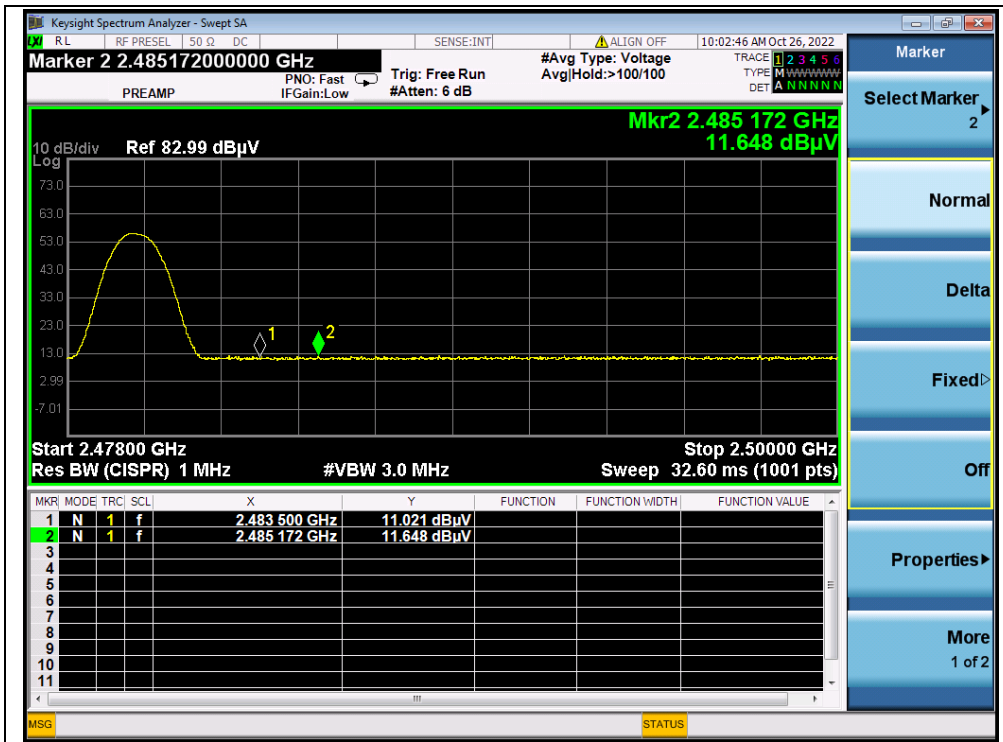 Keysight Spectrum Analyzer - Swept SA
LXI RL RF PRESEL 50 Ω DC SENSE:INT ALIGN OFF 10:02:46 AM Oct 26, 2022
Marker 2 2.485172000000 GHz #Avg Type: Voltage TRACE 1 2 3 4 5 6
PNO: Fast Trig: Free Run Avg|Hold:>100/100 TYPE M WWWWW
PREAMP IFGain:Low #Atten: 6 dB DET A N N N N N
Mkr2 2.485 172 GHz
10 dB/div Ref 82.99 dBµV 11.648 dBµV
Log
73.0
63.0
53.0
43.0
33.0
23.0
13.0
2.99
-7.01
1
2
Start 2.47800 GHz Stop 2.50000 GHz
Res BW (CISPR) 1 MHz #VBW 3.0 MHz Sweep 32.60 ms (1001 pts)
MKR MODE TRC SCL X Y FUNCTION FUNCTION WIDTH FUNCTION VALUE
1 N 1 f 2.483 500 GHz 11.021 dBµV
2 N 1 f 2.485 172 GHz 11.648 dBµV
3
4
5
6
7
8
9
10
11
MSG STATUS
Marker
Select Marker
2
Normal
Delta
Fixed
Off
Properties
More
1 of 2